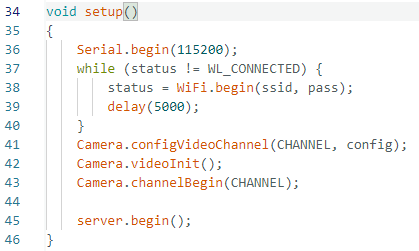 34 void setup()
35 {
36     Serial.begin(115200);
37     while (status != WL_CONNECTED) {
38         status = WiFi.begin(ssid, pass);
39         delay(5000);
40     }
41     Camera.configVideoChannel(CHANNEL, config);
42     Camera.videoInit();
43     Camera.channelBegin(CHANNEL);
44
45     server.begin();
46 }